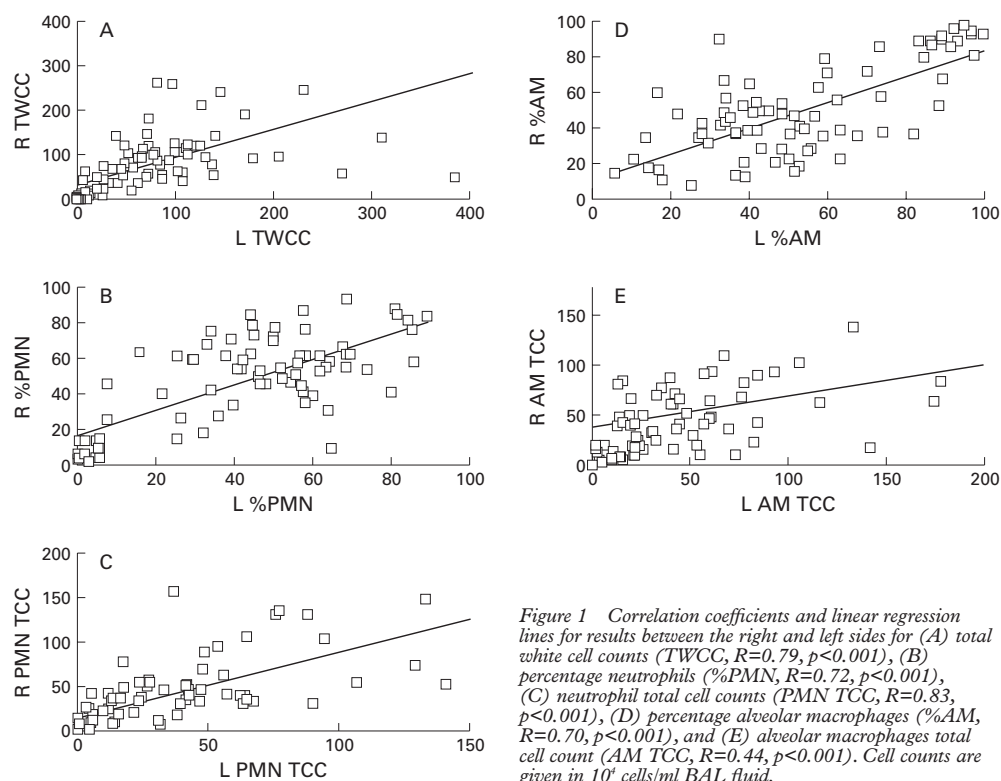 A
R TWCC
400
300
200
100
0
0 100 200 300 400
L TWCC
D
R %AM
100
80
60
40
20
0
0 20 40 60 80 100
L %AM
B
R %PMN
100
80
60
40
20
0
0 20 40 60 80 100
L %PMN
E
R AM TCC
150
100
50
0
0 50 100 150 200
L AM TCC
C
R PMN TCC
200
150
100
50
0
0 50 100 150
L PMN TCC
Figure 1 Correlation coefficients and linear regression
lines for results between the right and left sides for (A) total
white cell counts (TWCC, R=0.79, p<0.001), (B)
percentage neutrophils (%PMN, R=0.72, p<0.001),
(C) neutrophil total cell counts (PMN TCC, R=0.83,
p<0.001), (D) percentage alveolar macrophages (%AM,
R=0.70, p<0.001), and (E) alveolar macrophages total
cell count (AM TCC, R=0.44, p<0.001). Cell counts are
given in 10⁴ cells/ml BAL fluid.